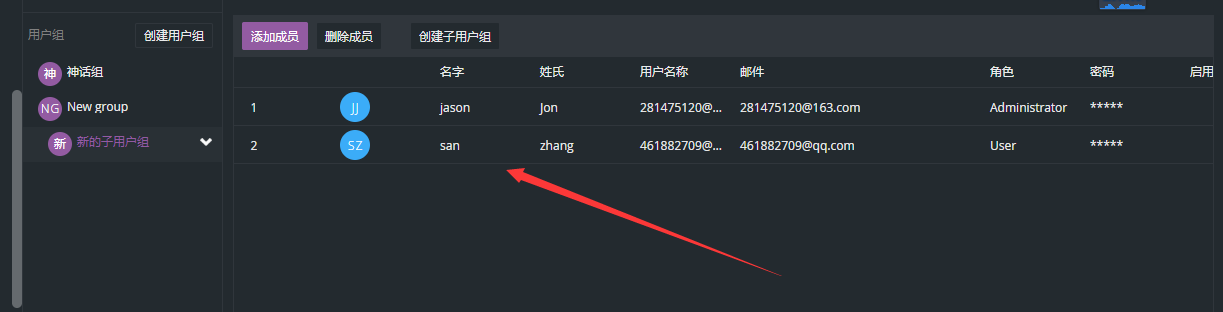 用户组 创建用户组
神 神话组
NG New group
新 新的子用户组
添加成员 删除成员 创建子用户组
名字 姓氏 用户名称 邮件 角色 密码 启用
1 JJ jason Jon 281475120@... 281475120@163.com Administrator *****
2 SZ san zhang 461882709@... 461882709@qq.com User *****